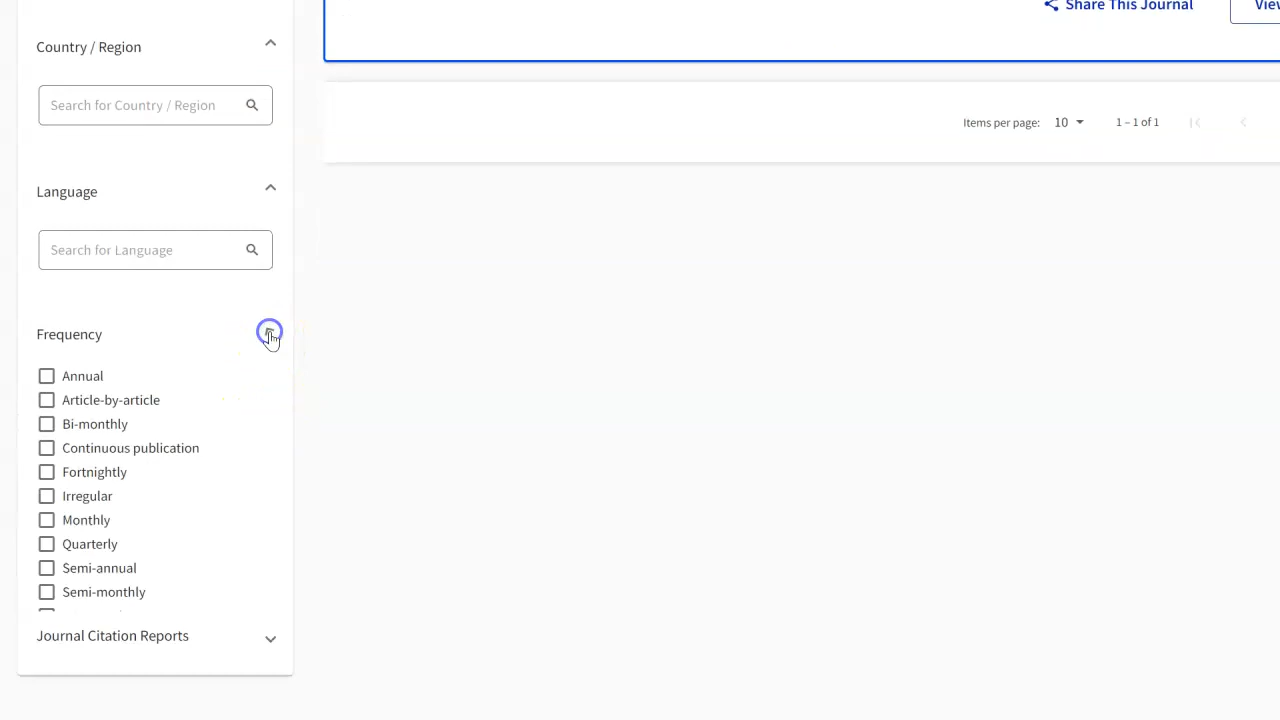 Share This Journal
View
Country / Region
Search for Country / Region
Items per page: 10 1 – 1 of 1
Language
Search for Language
Frequency
Annual
Article-by-article
Bi-monthly
Continuous publication
Fortnightly
Irregular
Monthly
Quarterly
Semi-annual
Semi-monthly
Journal Citation Reports